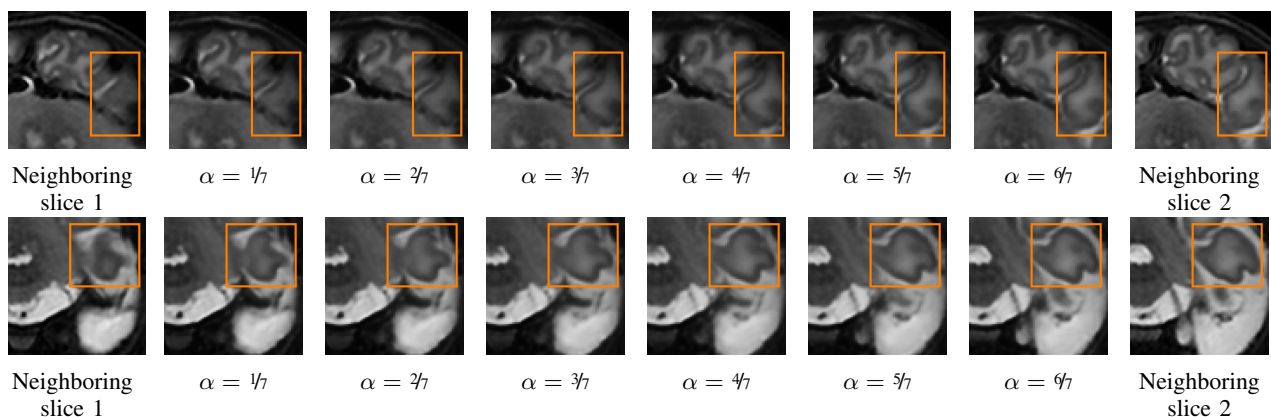 Neighboring α = 1/7 α = 2/7 α = 3/7 α = 4/7 α = 5/7 α = 6/7 Neighboring
slice 1 slice 2
Neighboring α = 1/7 α = 2/7 α = 3/7 α = 4/7 α = 5/7 α = 6/7 Neighboring
slice 1 slice 2